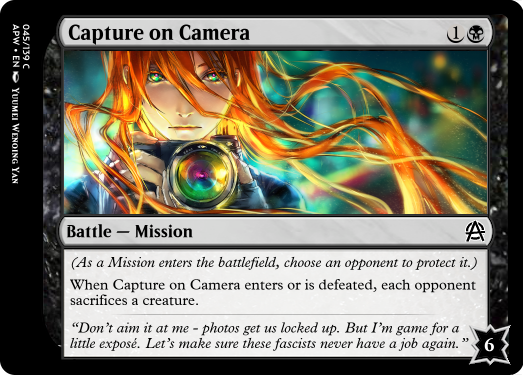 Capture on Camera
1
Battle — Mission
(As a Mission enters the battlefield, choose an opponent to protect it.)
When Capture on Camera enters or is defeated, each opponent
sacrifices a creature.
“Don’t aim it at me - photos get us locked up. But I’m game for a
little exposé. Let’s make sure these fascists never have a job again.”
6
045/139 C
APW • EN Yuumei Wenqing Yan